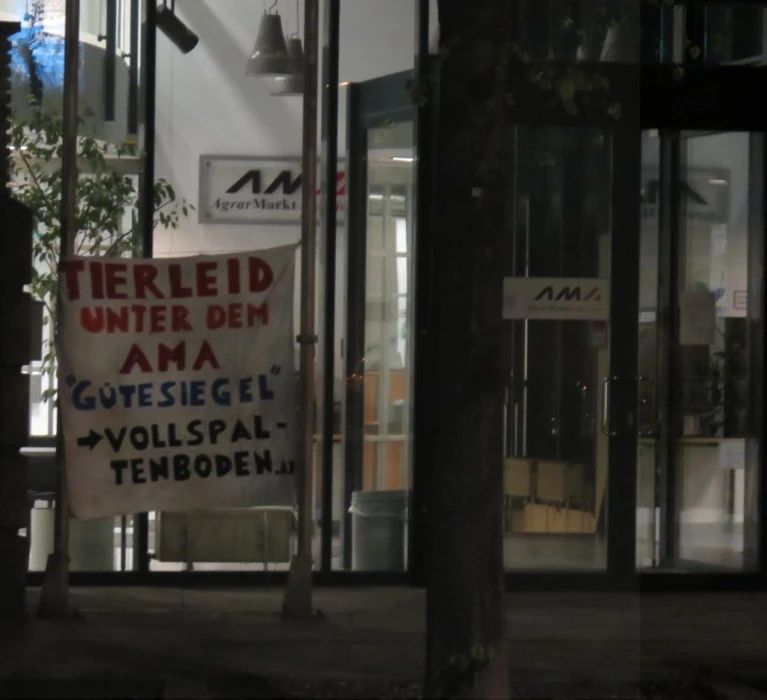 AMA
AgrarMarkt
TIERLEID
UNTER DEM
AMA
"GÜTESIEGEL"
→VOLLSPAL-
TENBODEN.AT
AMA